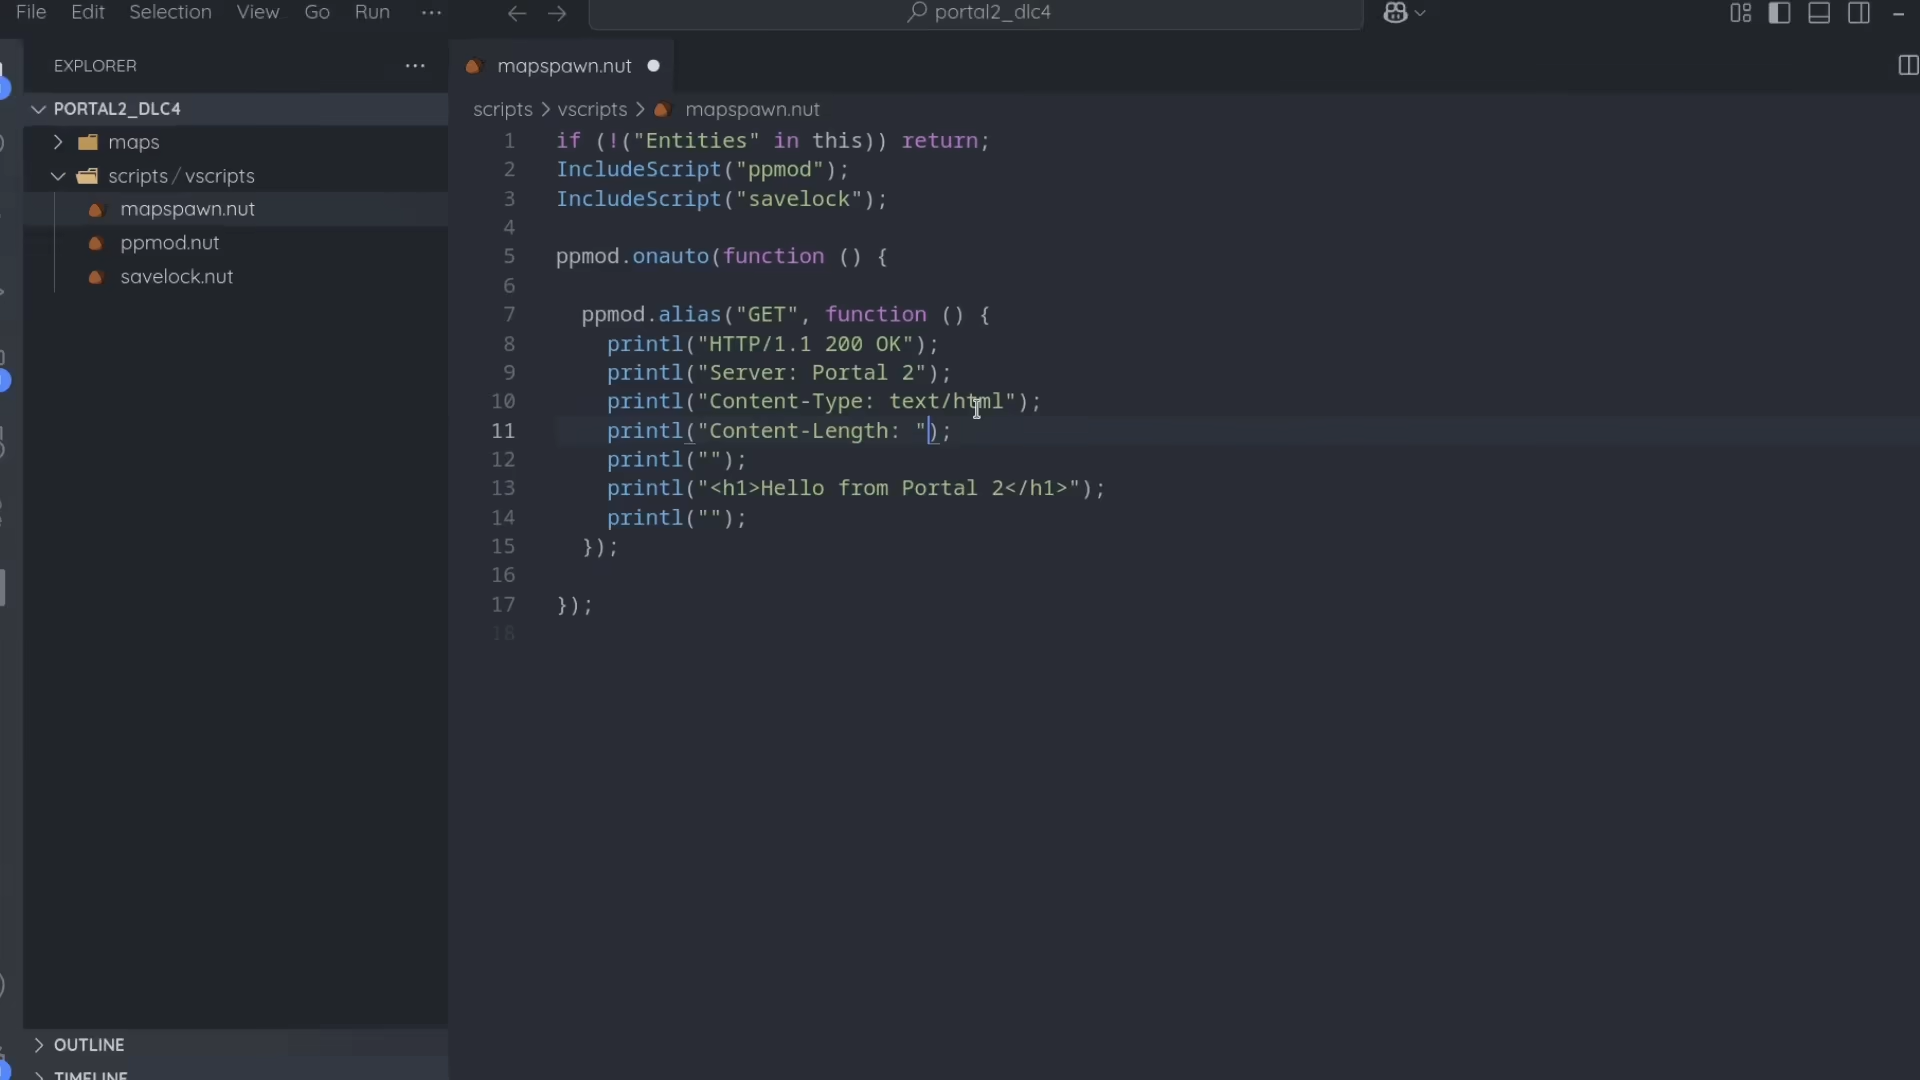 File Edit Selection View Go Run ...
portal2_dlc4
EXPLORER ...
PORTAL2_DLC4
maps
scripts / vscripts
mapspawn.nut
ppmod.nut
savelock.nut
OUTLINE
TIMELINE
mapspawn.nut
scripts > vscripts > mapspawn.nut
1 if (!("Entities" in this)) return;
2 IncludeScript("ppmod");
3 IncludeScript("savelock");
4
5 ppmod.onauto(function () {
6
7 ppmod.alias("GET", function () {
8 printl("HTTP/1.1 200 OK");
9 printl("Server: Portal 2");
10 printl("Content-Type: text/html");
11 printl("Content-Length: ");
12 printl("");
13 printl("<h1>Hello from Portal 2</h1>");
14 printl("");
15 });
16
17 });
18